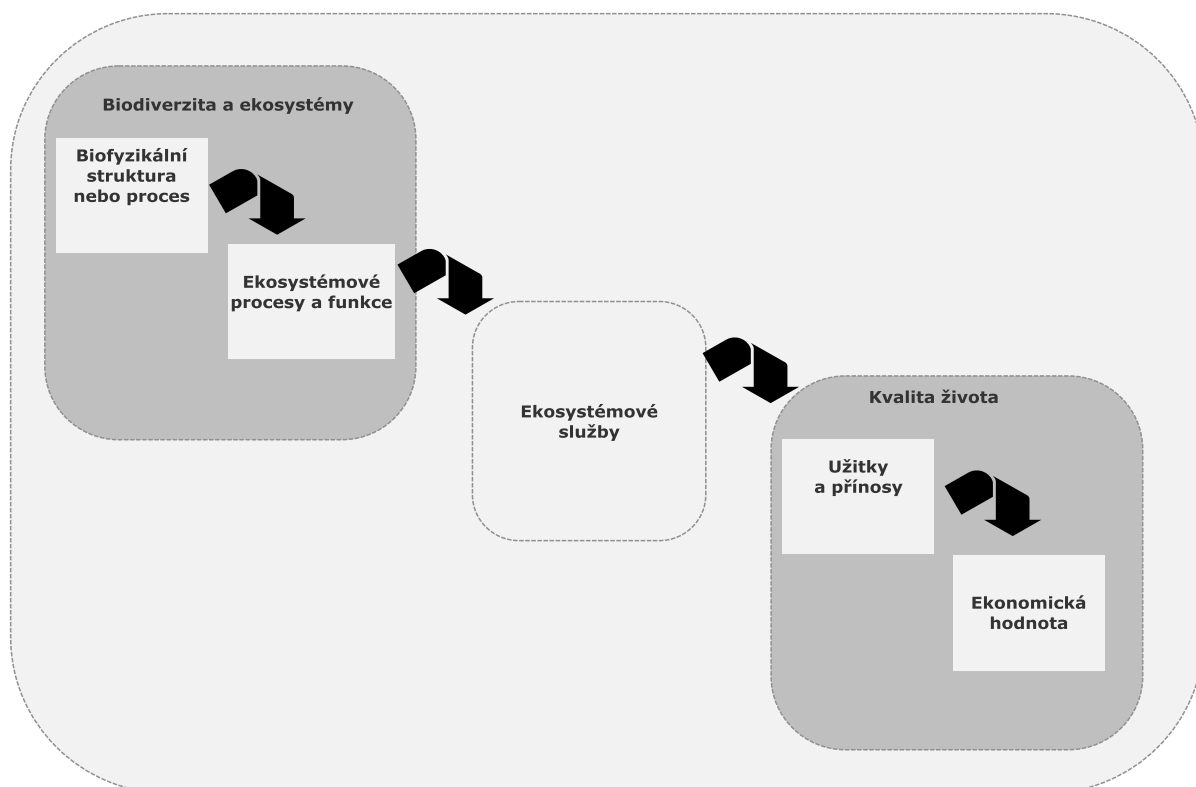 Biodiverzita a ekosystémy
Biofyzikální
struktura
nebo proces
Ekosystémové
procesy a funkce
Ekosystémové
služby
Kvalita života
Užitky
a přínosy
Ekonomická
hodnota